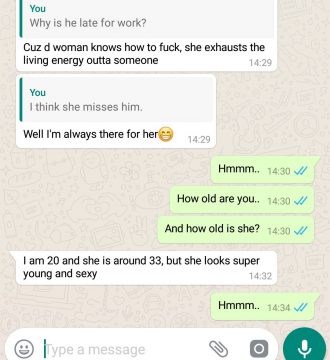 You
Why is he late for work?
Cuz d woman knows how to fuck, she exhausts the
living energy outta someone
14:29
You
I think she misses him.
Well I'm always there for her😁
14:29
Hmmm.. 14:30
How old are you.. 14:30
And how old is she? 14:30
I am 20 and she is around 33, but she looks super
young and sexy
14:32
Hmmm.. 14:34
Type a message